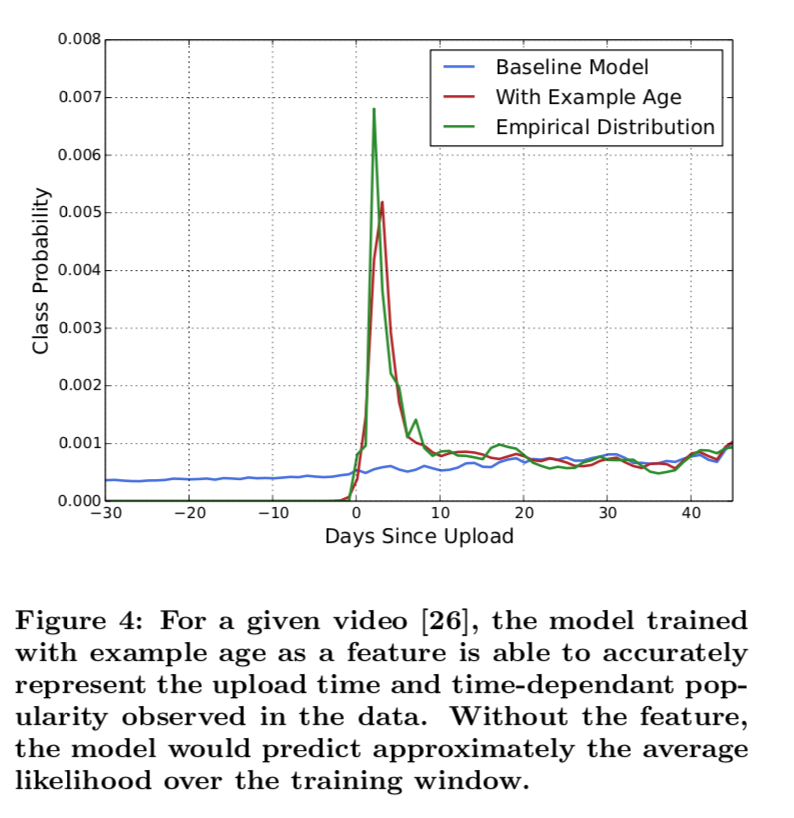 0.008
0.007
0.006
0.005
0.004
0.003
0.002
0.001
0.000
Class Probability
Baseline Model
With Example Age
Empirical Distribution
−30
−20
−10
0
10
20
30
40
Days Since Upload
Figure 4: For a given video [26], the model trained
with example age as a feature is able to accurately
represent the upload time and time-dependant pop-
ularity observed in the data. Without the feature,
the model would predict approximately the average
likelihood over the training window.